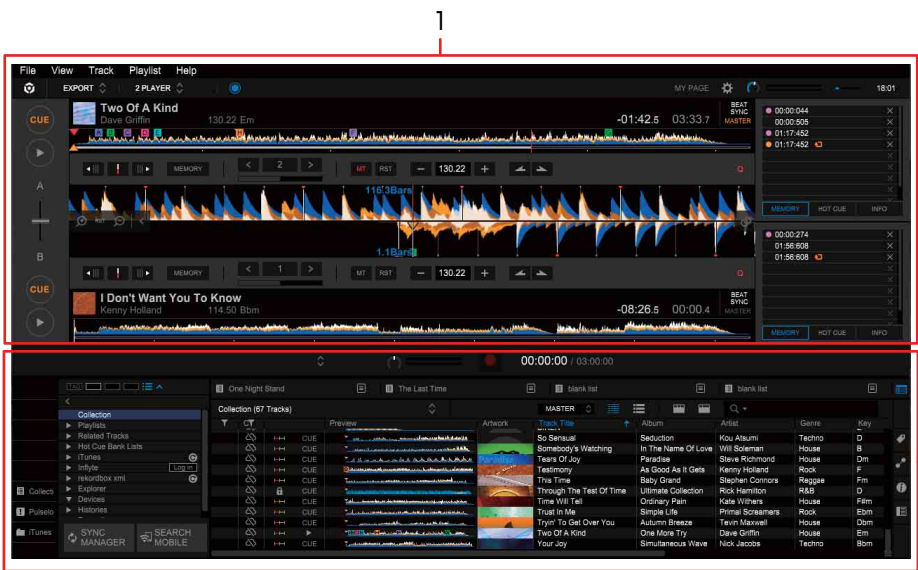 1
File View Track Playlist Help
EXPORT 2 PLAYER MY PAGE 18:01
CUE
Two Of A Kind
Dave Griffin 130.22 Em
-01:42.5 03:33.7
BEAT SYNC
MASTER
A B C D E H F G
00:00:044
00:00:505
01:17:452
01:17:452
MEMORY < 2 > MT RST - 130.22 +
Q
A
116.3Bars
MEMORY HOT CUE INFO
1.1Bars
B
00:00:274
01:56:608
01:56:608
MEMORY < 1 > MT RST - 130.22 +
Q
CUE
I Don't Want You To Know
Kenny Holland 114.50 Bbm
-08:26.5 00:00.4
BEAT SYNC
MASTER
MEMORY HOT CUE INFO
00:00:00 / 03:00:00
TAG
One Night Stand The Last Time blank list blank list
Collection (67 Tracks) MASTER
Preview Artwork Track Title Album Artist Genre Key
Collection
Playlists
Related Tracks
Hot Cue Bank Lists
iTunes
Inflyte Log in
rekordbox xml
Explorer
Devices
Histories
Collecti
Pulselo
iTunes
SYNC MANAGER
SEARCH MOBILE
CUE So Sensual Seduction Kou Atsumi Techno D
CUE Somebody's Watching In The Name Of Love Will Soleman House B
CUE Tears Of Joy Paradise Steve Richmond House Dm
CUE Testimony As Good As It Gets Kenny Holland Rock F
CUE This Time Baby Grand Stephen Connors Reggae Fm
CUE Through The Test Of Time Ultimate Collection Rick Hamilton R&B D
CUE Time Will Tell Ordinary Pain Kate Withers House F#m
CUE Trust In Me Simple Life Primal Screamers Rock Ebm
CUE Tryin' To Get Over You Autumn Breeze Tevin Maxwell House Dbm
CUE Two Of A Kind One More Try Dave Griffin House Em
CUE Your Joy Simultaneous Wave Nick Jacobs Techno Bbm